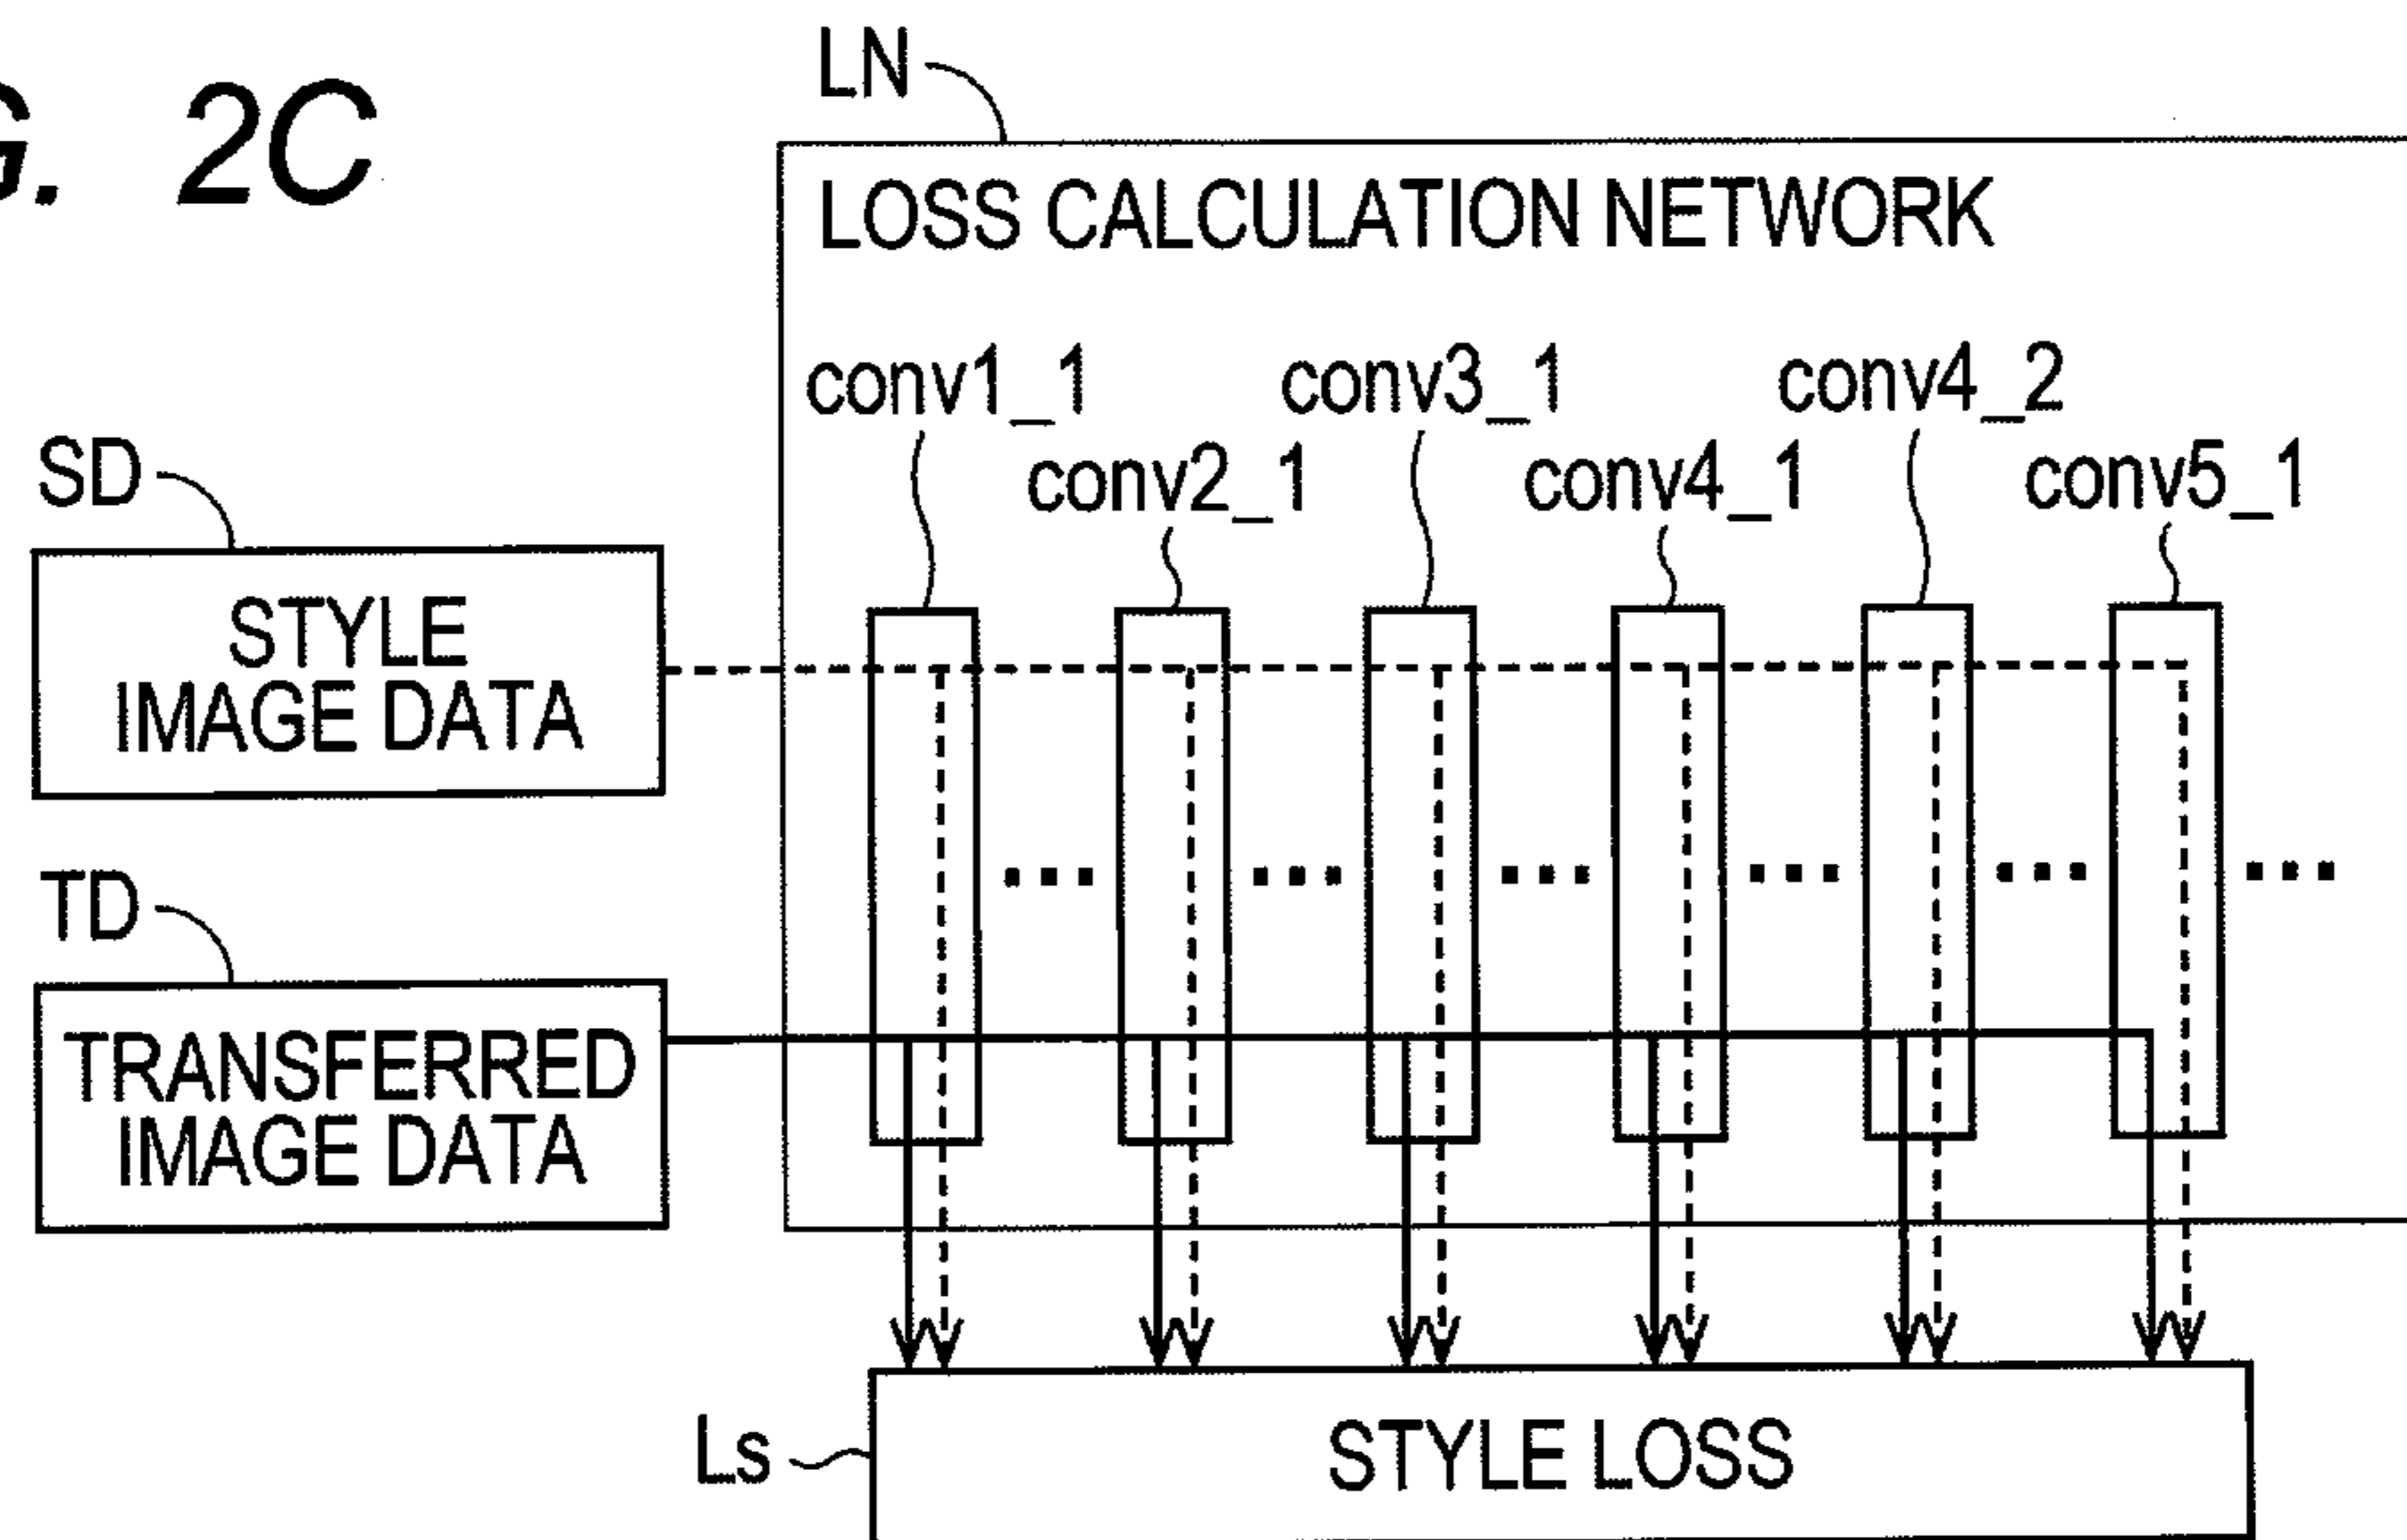 G. 2C
LN
LOSS CALCULATION NETWORK
conv1_1
conv3_1
conv4_2
conv2_1
conv4_1
conv5_1
SD
STYLE
IMAGE DATA
TD
TRANSFERRED
IMAGE DATA
Ls
STYLE LOSS